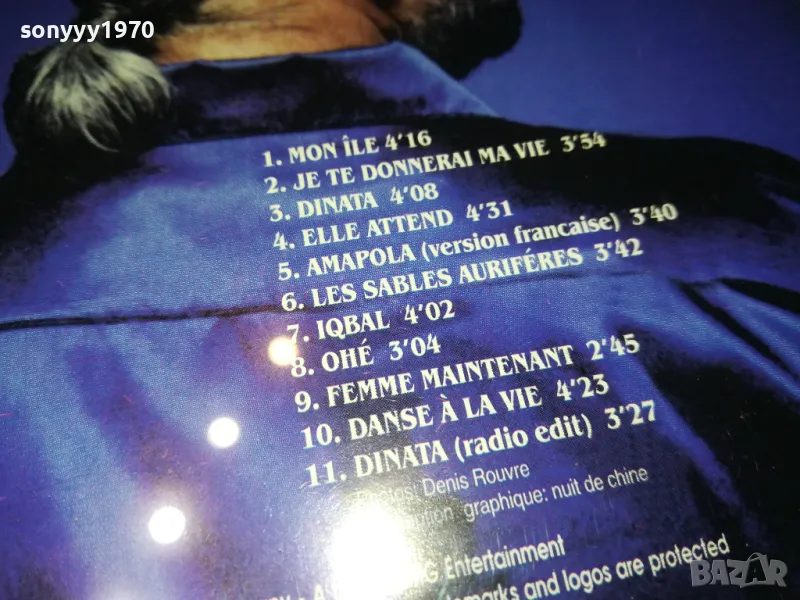 sonyyy1970
1. MON ÎLE 4'16
2. JE TE DONNERAI MA VIE 3'54
3. DINATA 4'08
4. ELLE ATTEND 4'31
5. AMAPOLA (version francaise) 3'40
6. LES SABLES AURIFÉRES 3'42
7. IQBAL 4'02
8. OHÉ 3'04
9. FEMME MAINTENANT 2'45
10. DANSE À LA VIE 4'23
11. DINATA (radio edit) 3'27
Photos: Denis Rouvre
graphique: nuit de chine
Entertainment
and logos are protected
BAZAR